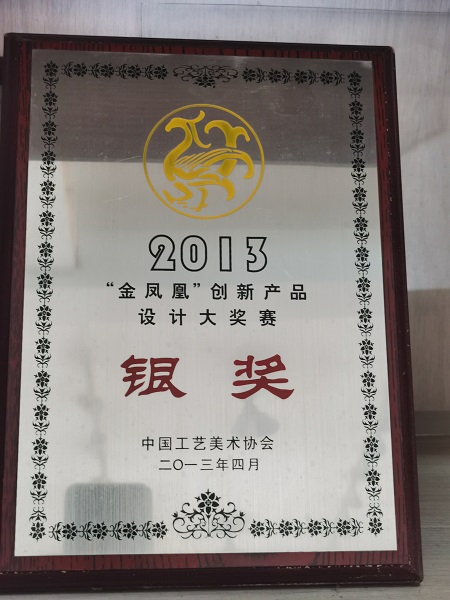 2013
“金凤凰”创新产品
设计大奖赛
银奖
中国工艺美术协会
二〇一三年四月